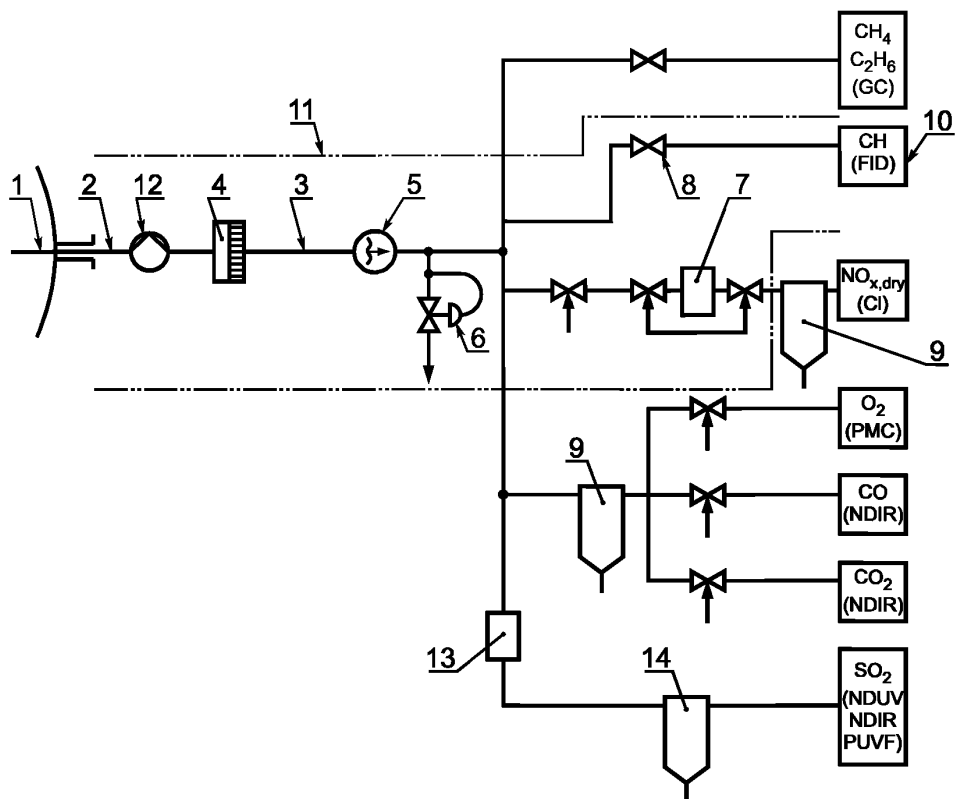 CH4
C2H6
(GC)
11
10
CH
(FID)
1
2
12
4
3
5
8
7
NOx,dry
(CI)
6
9
O2
(PMC)
9
CO
(NDIR)
CO2
(NDIR)
13
14
SO2
(NDUV
NDIR
PUVF)